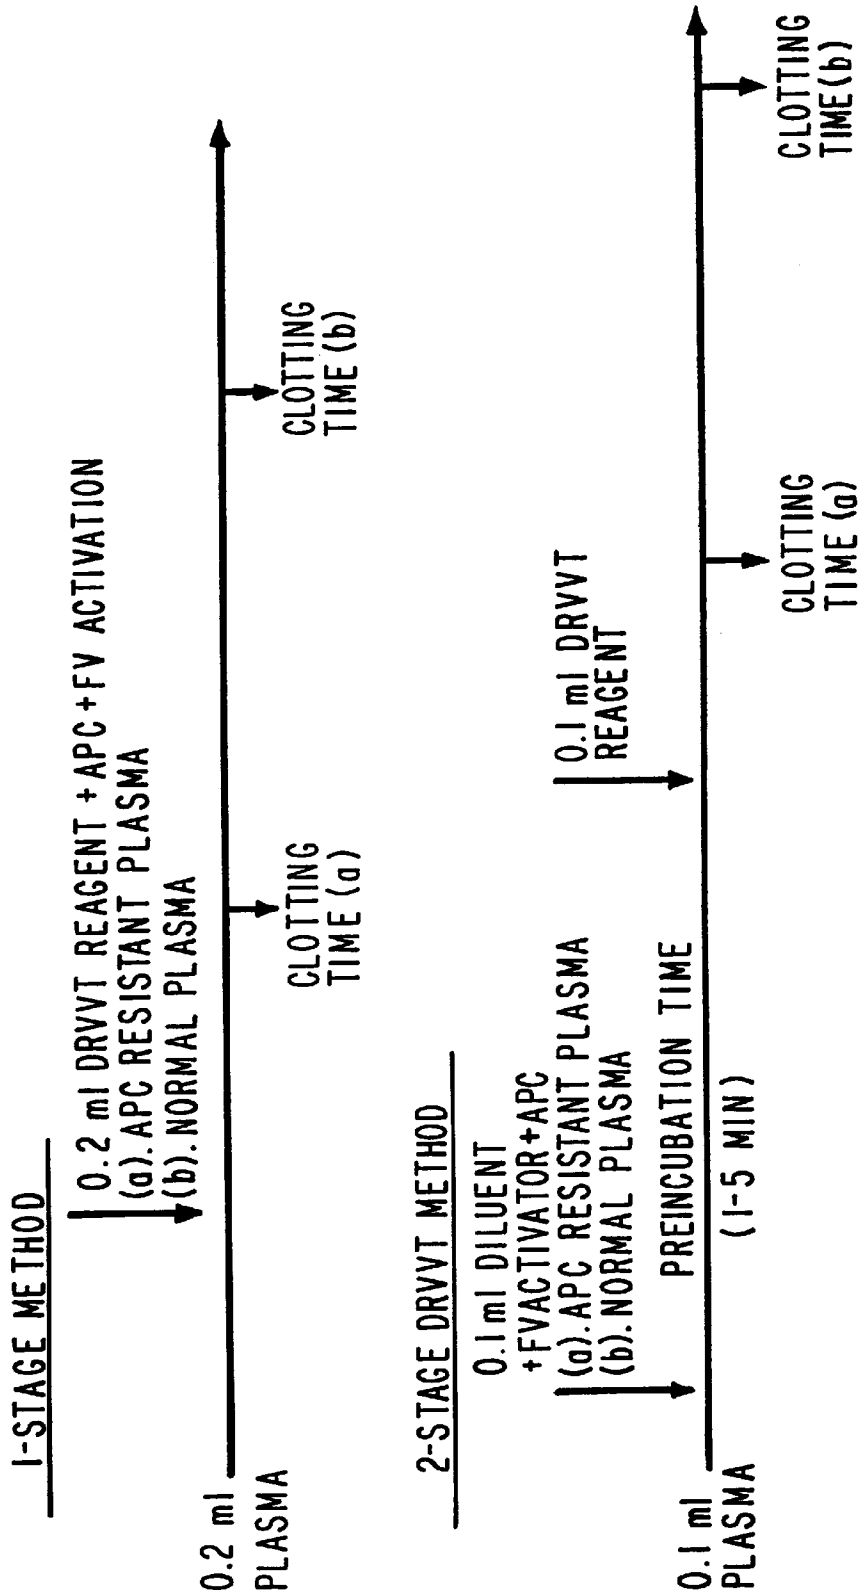 1-STAGE METHOD
0.2 ml DRVVT REAGENT + APC + FV ACTIVATION
(a). APC RESISTANT PLASMA
(b). NORMAL PLASMA
0.2 ml
PLASMA
CLOTTING
TIME (a)
CLOTTING
TIME (b)
2-STAGE DRVVT METHOD
0.1 ml DILUENT
+FVACTIVATOR+APC
(a). APC RESISTANT PLASMA
(b). NORMAL PLASMA
0.1 ml DRVVT
REAGENT
PREINCUBATION TIME
(1-5 MIN)
0.1 ml
PLASMA
CLOTTING
TIME (a)
CLOTTING
TIME (b)